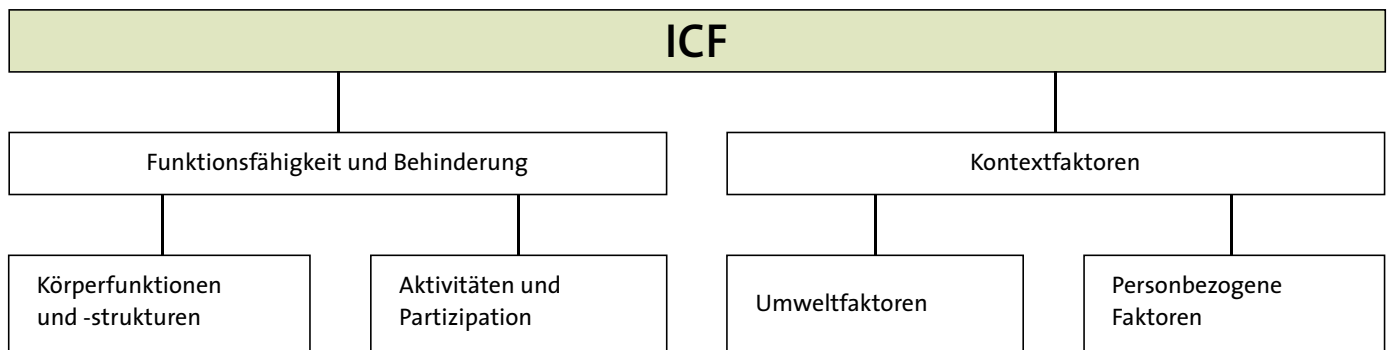 ICF
Funktionsfähigkeit und Behinderung
Kontextfaktoren
Körperfunktionen
und -strukturen
Aktivitäten und
Partizipation
Umweltfaktoren
Personbezogene
Faktoren